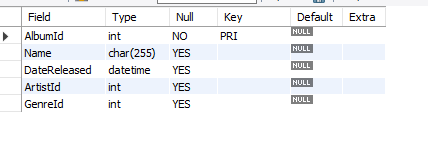 Field Type Null Key Default Extra
AlbumId int NO PRI NULL
Name char(255) YES NULL
DateReleased datetime YES NULL
ArtistId int YES NULL
GenreId int YES NULL